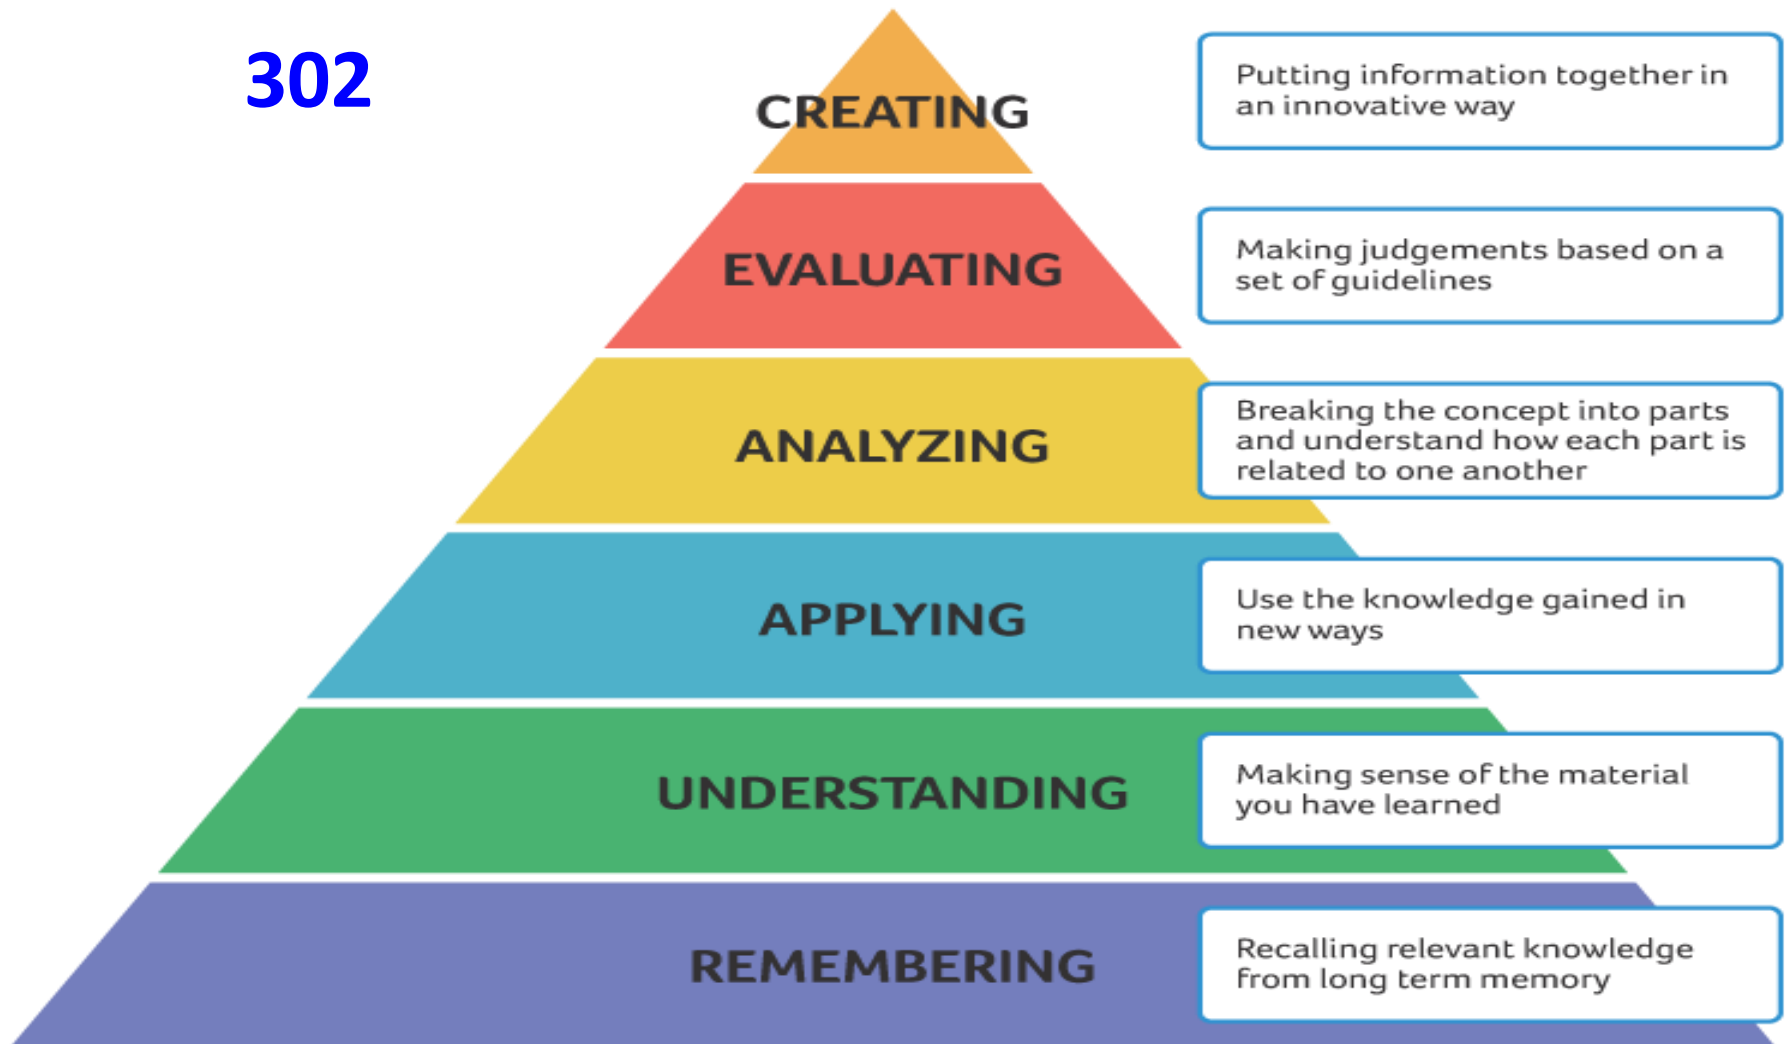 302
CREATING
Putting information together in
an innovative way
EVALUATING
Making judgements based on a
set of guidelines
ANALYZING
Breaking the concept into parts
and understand how each part is
related to one another
APPLYING
Use the knowledge gained in
new ways
UNDERSTANDING
Making sense of the material
you have learned
REMEMBERING
Recalling relevant knowledge
from long term memory